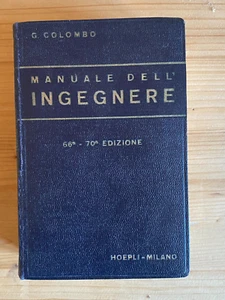 G. COLOMBO
MANUALE DELL'
INGEGNERE
66ª - 70ª EDIZIONE
HOEPLI - MILANO